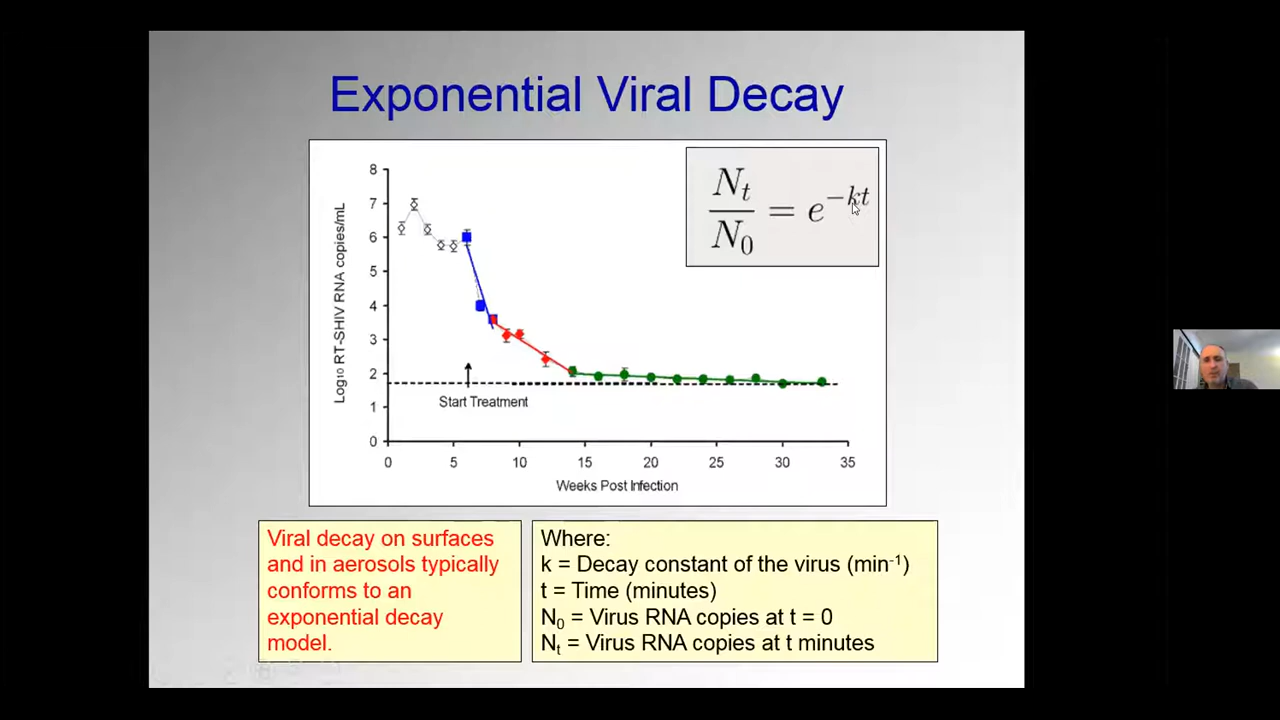 Exponential Viral Decay
8
7
6
5
4
3
2
1
0
Log₁₀ RT-SHIV RNA copies/mL
Start Treatment
0 5 10 15 20 25 30 35
Weeks Post Infection
Nₜ/N₀ = e^(−kt)
Viral decay on surfaces
and in aerosols typically
conforms to an
exponential decay
model.
Where:
k = Decay constant of the virus (min⁻¹)
t = Time (minutes)
N₀ = Virus RNA copies at t = 0
Nₜ = Virus RNA copies at t minutes